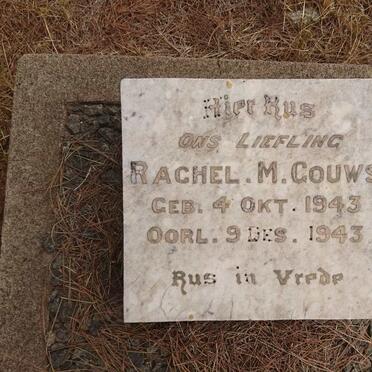 Hier Rus
ONS LIEFLING
RACHEL. M. GOUWS
GEB. 4 OKT. 1943
OORL. 9 DES. 1943
Rus in Vrede